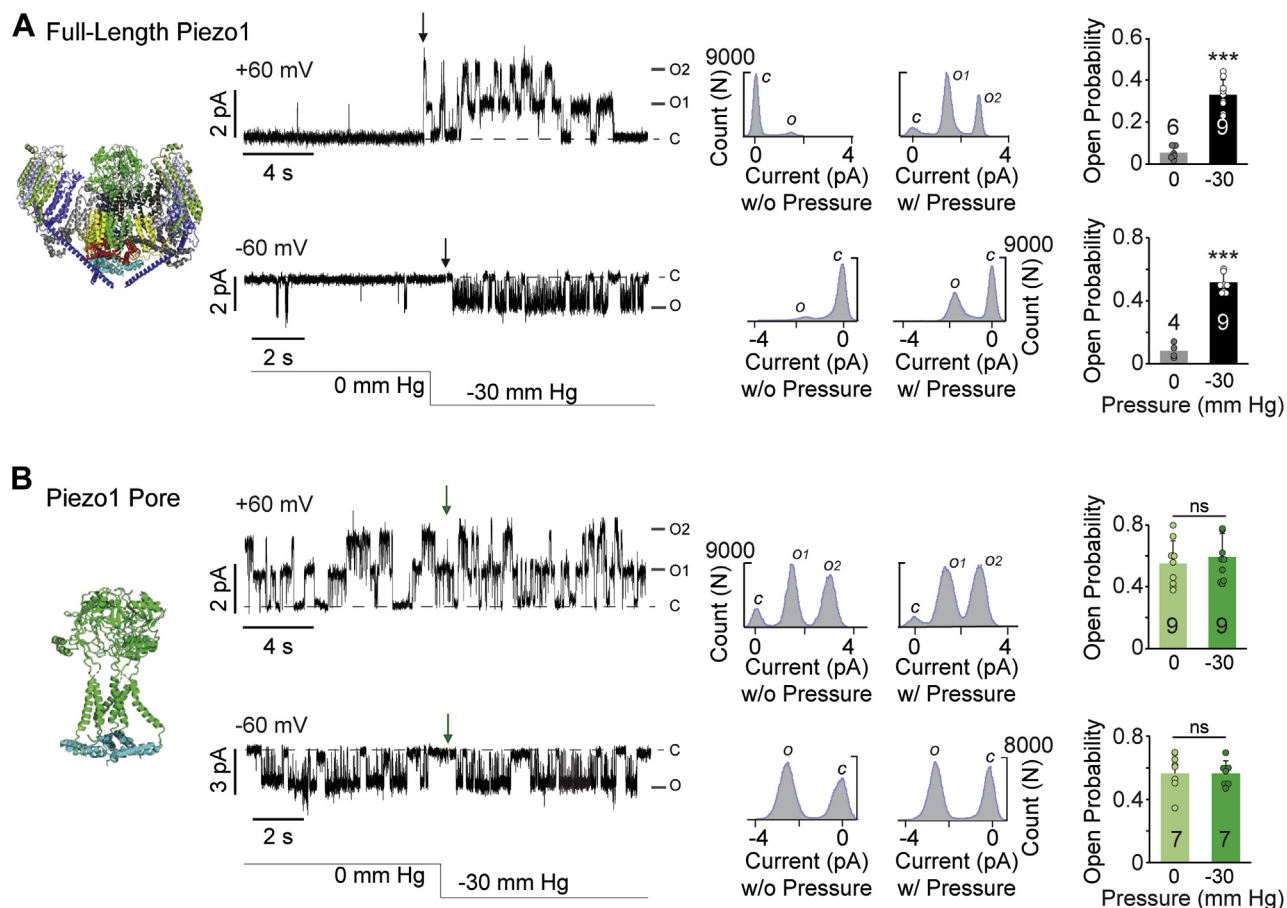 A Full-Length Piezo1
+60 mV
2 pA
4 s
O2
O1
C
9000
Count (N)
c
o
0 4
Current (pA)
w/o Pressure
c
o1
o2
0 4
Current (pA)
w/ Pressure
Open Probability
0.6
0.4
0.2
0
6
9
***
0 -30
-60 mV
2 pA
2 s
C
O
0 mm Hg
-30 mm Hg
o
c
-4 0
Current (pA)
w/o Pressure
o
c
9000
Count (N)
-4 0
Current (pA)
w/ Pressure
Open Probability
0.8
0.4
0
4
9
***
0 -30
Pressure (mm Hg)
B Piezo1 Pore
+60 mV
2 pA
4 s
O2
O1
C
9000
Count (N)
c
o1
o2
0 4
Current (pA)
w/o Pressure
c
o1
o2
0 4
Current (pA)
w/ Pressure
Open Probability
0.8
0.4
0
ns
9
9
0 -30
-60 mV
3 pA
2 s
C
O
0 mm Hg
-30 mm Hg
o
c
-4 0
Current (pA)
w/o Pressure
o
c
8000
Count (N)
-4 0
Current (pA)
w/ Pressure
Open Probability
0.8
0.4
0
ns
7
7
0 -30
Pressure (mm Hg)